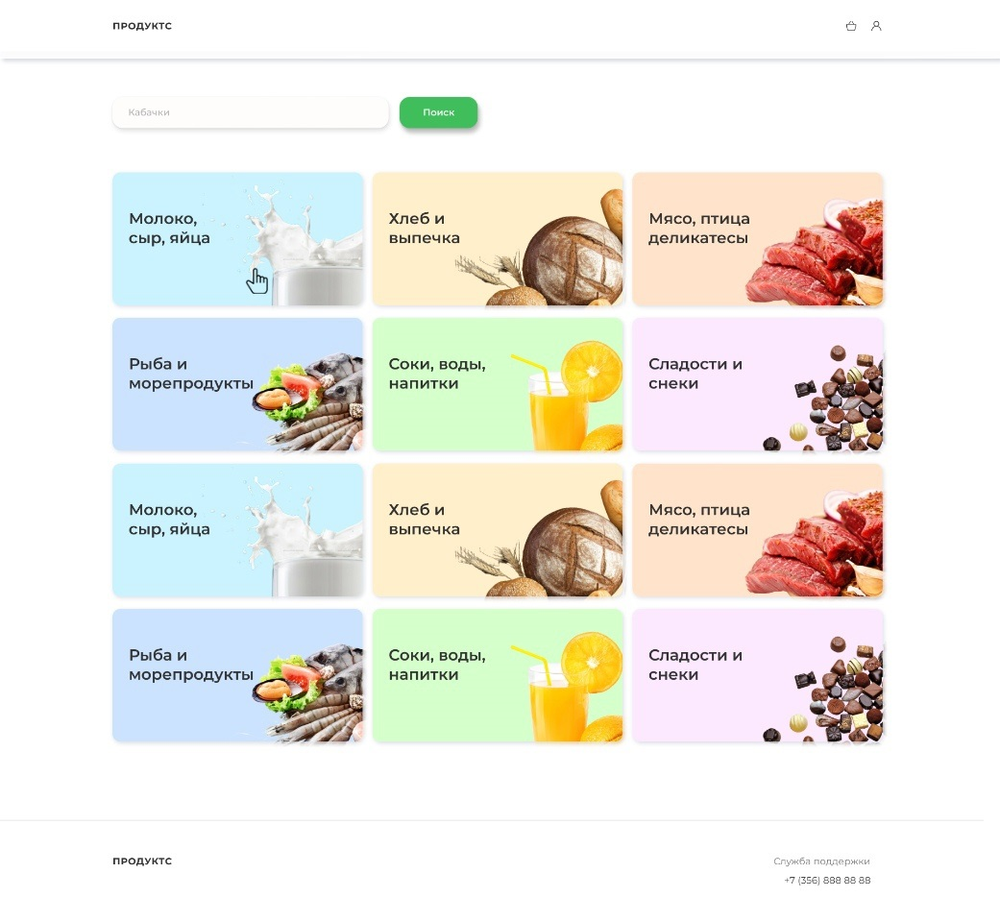 ПРОДУКТС
Кабачки
Поиск
Молоко,
сыр, яйца
Хлеб и
выпечка
Мясо, птица
деликатесы
Рыба и
морепродукты
Соки, воды,
напитки
Сладости и
снеки
Молоко,
сыр, яйца
Хлеб и
выпечка
Мясо, птица
деликатесы
Рыба и
морепродукты
Соки, воды,
напитки
Сладости и
снеки
ПРОДУКТС
Служба поддержки
+7 (356) 888 88 88